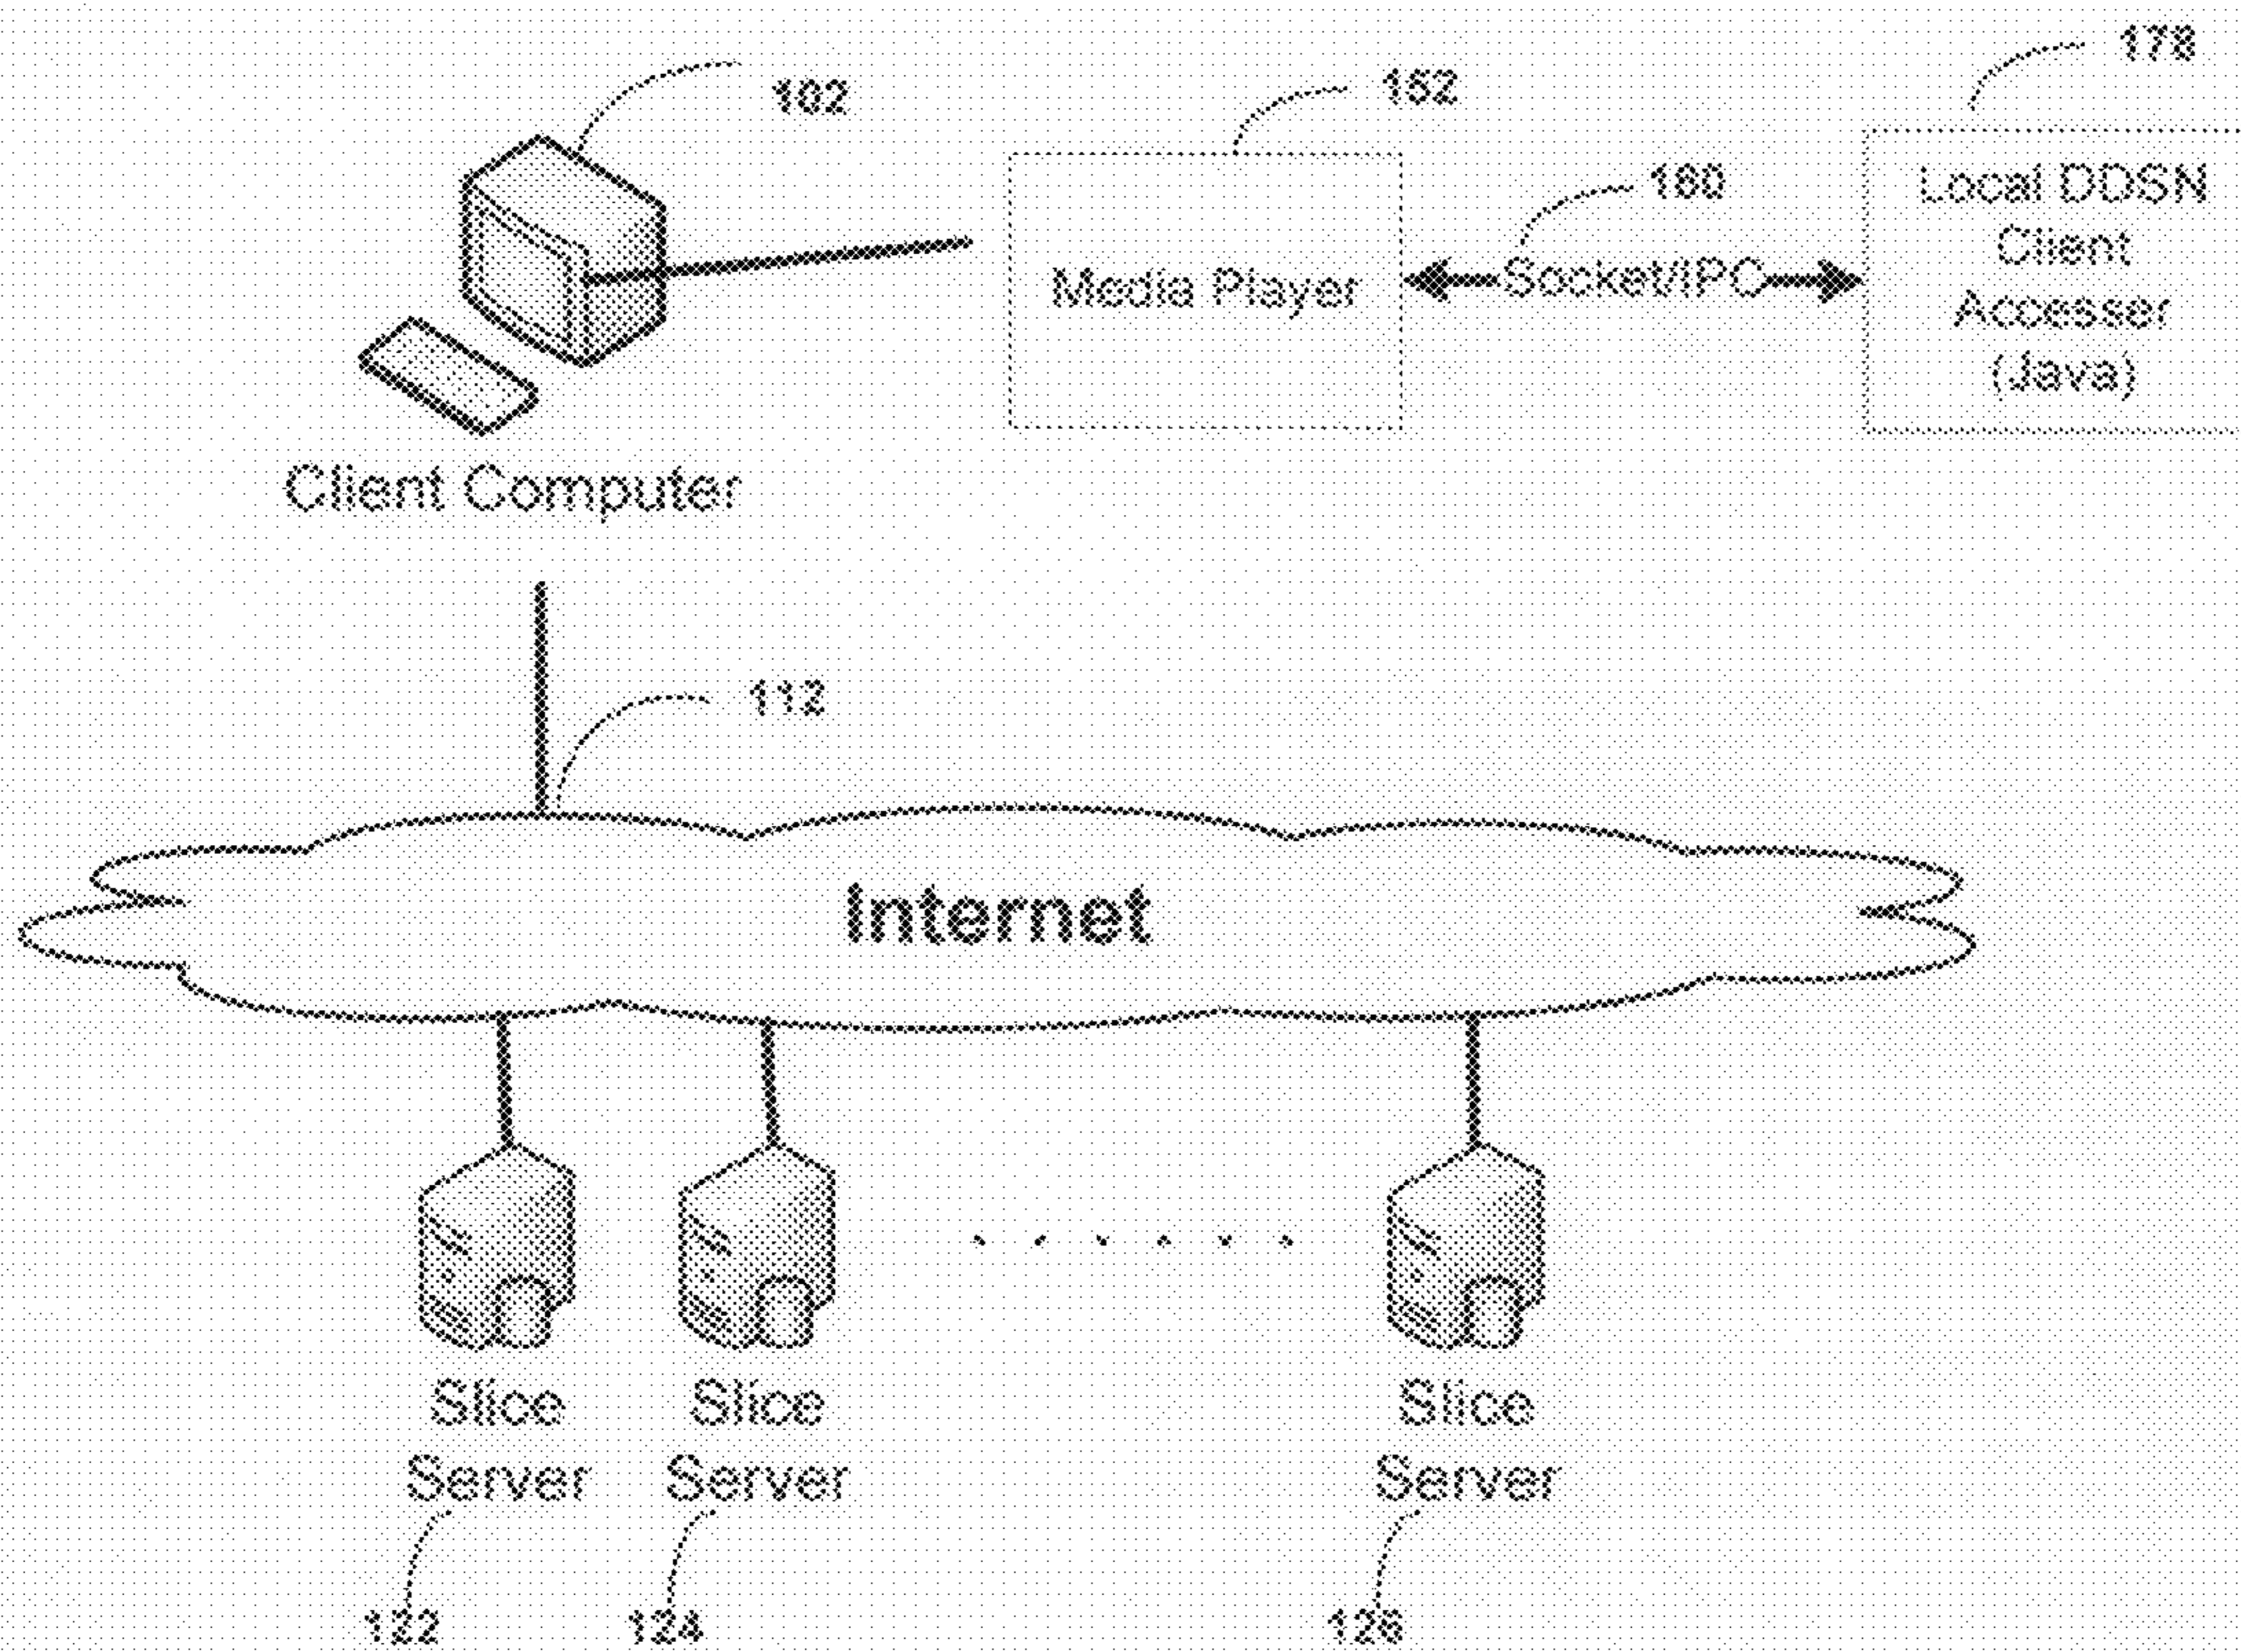 178
102
162
180
Local DDSN
Client
Accesser
(Java)
Media Player
Socket/IPC
Client Computer
112
Internet
Slice
Server
Slice
Server
Slice
Server
122
124
126